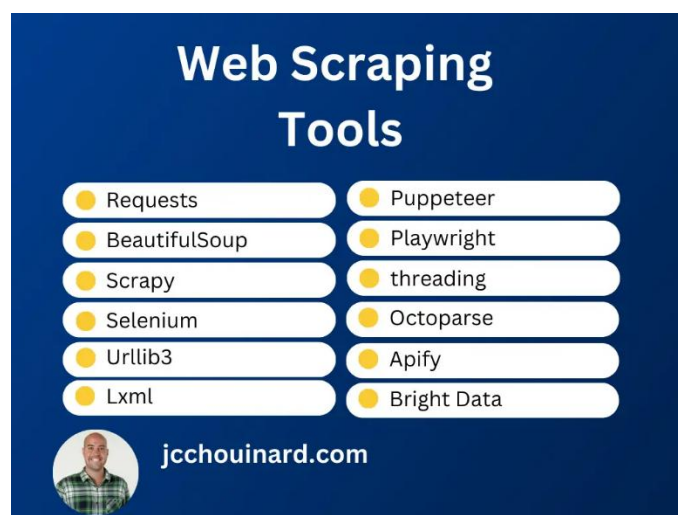 Web Scraping
Tools
Requests
BeautifulSoup
Scrapy
Selenium
Urllib3
Lxml
Puppeteer
Playwright
threading
Octoparse
Apify
Bright Data
jcchouinard.com